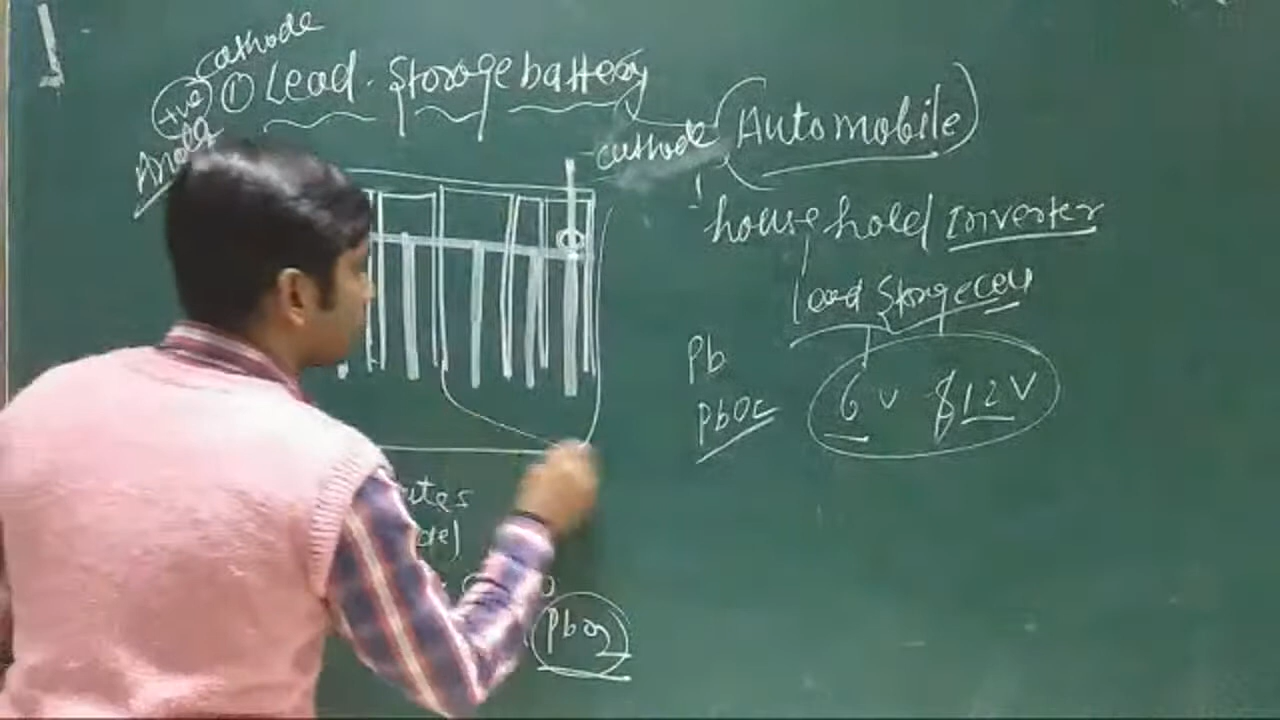 cathode
+ve ① Lead. Storage battery
Anode
cathode (Automobile)
household Inverter
lead storage cell
Pb
PbO2
6 v & 12 V
PbO2